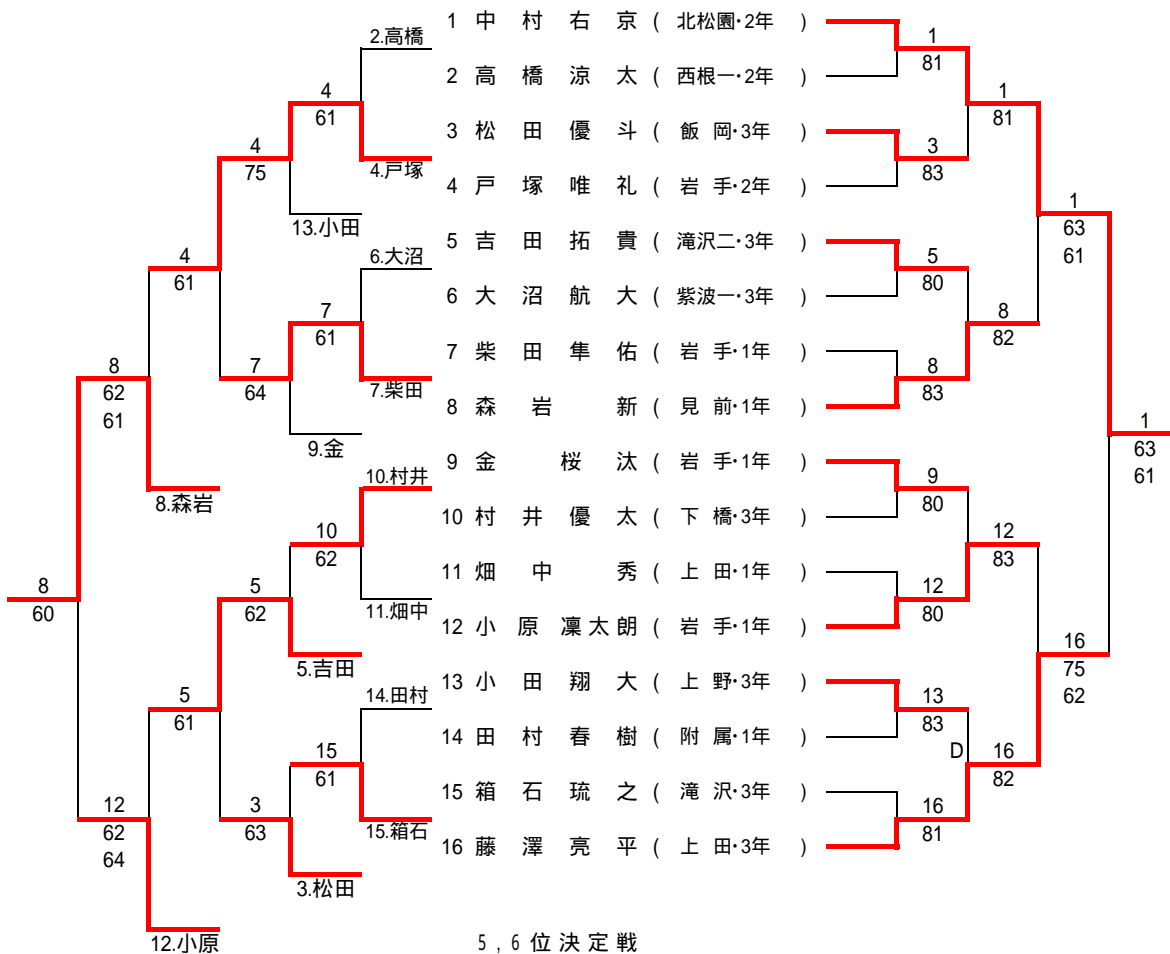 1 中村右京 ( 北松園・2年 )
2 高橋涼太 ( 西根一・2年 )
3 松田優斗 ( 飯岡・3年 )
4 戸塚唯礼 ( 岩手・2年 )
5 吉田拓貴 ( 滝沢二・3年 )
6 大沼航大 ( 紫波一・3年 )
7 柴田隼佑 ( 岩手・1年 )
8 森岩新 ( 見前・1年 )
9 金桜汰 ( 岩手・1年 )
10 村井優太 ( 下橋・3年 )
11 畑中秀 ( 上田・1年 )
12 小原凜太朗 ( 岩手・1年 )
13 小田翔大 ( 上野・3年 )
14 田村春樹 ( 附属・1年 )
15 箱石琉之 ( 滝沢・3年 )
16 藤澤亮平 ( 上田・3年 )
2.高橋
4.戸塚
13.小田
6.大沼
7.柴田
9.金
8.森岩
10.村井
11.畑中
5.吉田
14.田村
15.箱石
3.松田
12.小原
4
61
7
61
10
62
15
61
4
75
7
64
5
62
3
63
4
61
5
61
8
62
61
12
62
64
8
60
1
81
3
83
5
80
8
83
9
80
12
80
13
83
16
81
1
81
8
82
12
83
D
16
82
1
63
61
16
75
62
1
63
61
5,6位決定戦